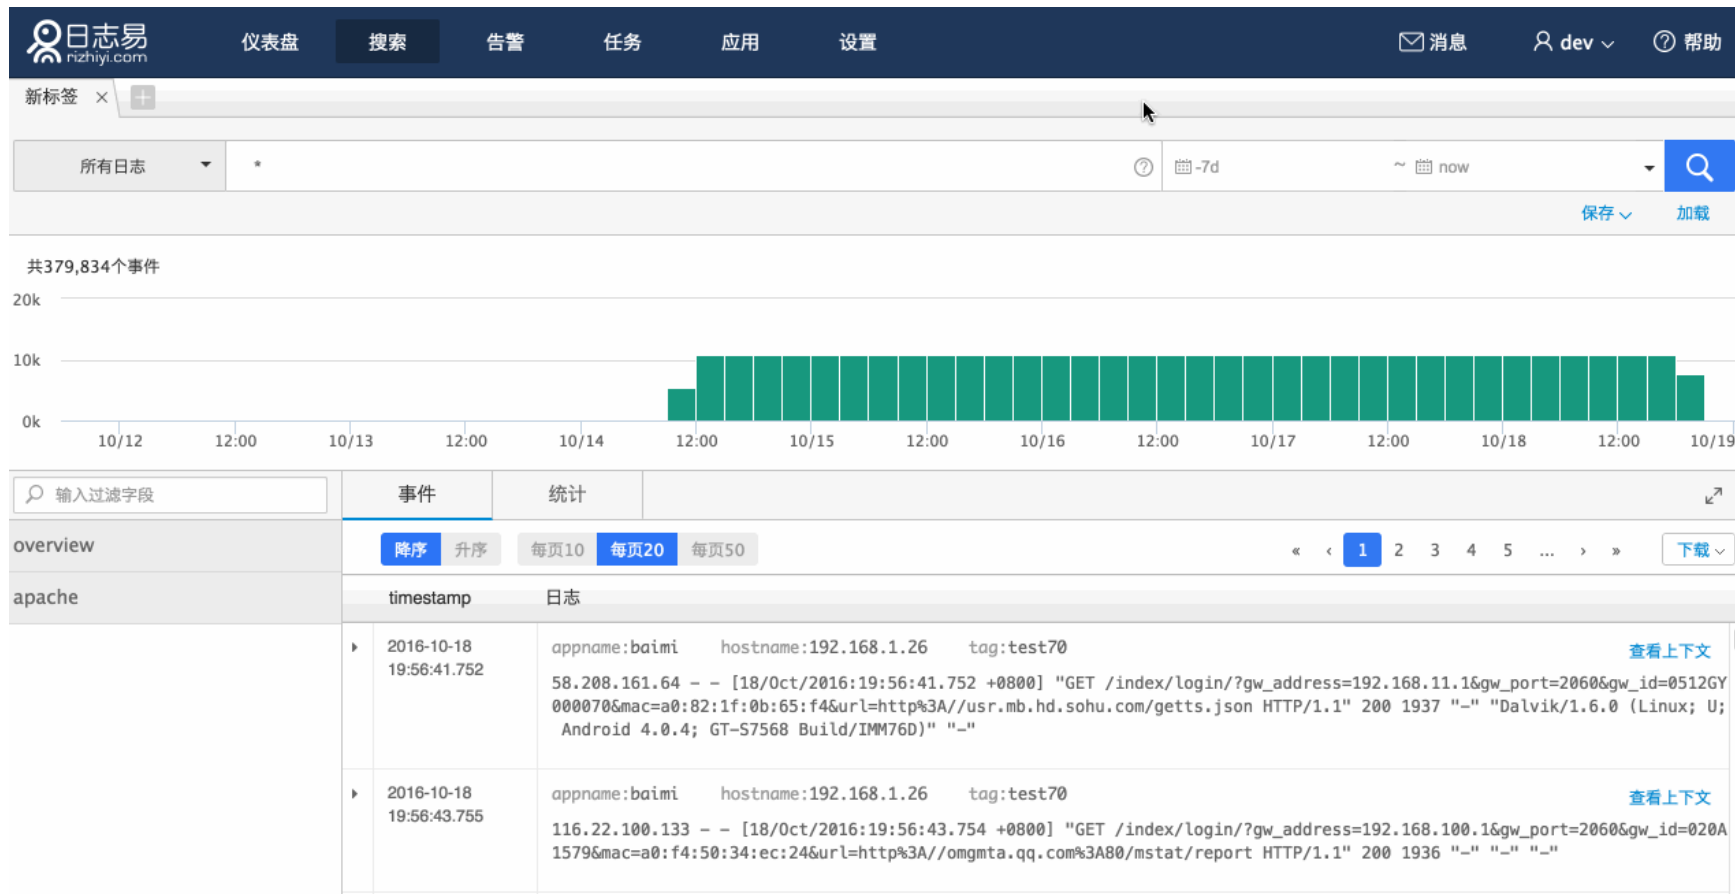 日志易 仪表盘 搜索 告警 任务 应用 设置 消息 dev 帮助
rizhiyi.com
新标签
所有日志 * -7d ~ now
保存 加载
共379,834个事件
20k
10k
0k
10/12 12:00 10/13 12:00 10/14 12:00 10/15 12:00 10/16 12:00 10/17 12:00 10/18 12:00 10/19
输入过滤字段 事件 统计
overview
降序 升序 每页10 每页20 每页50 « ‹ 1 2 3 4 5 ... › » 下载
apache
timestamp 日志
2016-10-18 appname:baimi hostname:192.168.1.26 tag:test70 查看上下文
19:56:41.752
58.208.161.64 - - [18/Oct/2016:19:56:41.752 +0800] "GET /index/login/?gw_address=192.168.11.1&gw_port=2060&gw_id=0512GY
000070&mac=a0:82:1f:0b:65:f4&url=http%3A//usr.mb.hd.sohu.com/getts.json HTTP/1.1" 200 1937 "-" "Dalvik/1.6.0 (Linux; U;
Android 4.0.4; GT-S7568 Build/IMM76D)" "-"
2016-10-18 appname:baimi hostname:192.168.1.26 tag:test70 查看上下文
19:56:43.755
116.22.100.133 - - [18/Oct/2016:19:56:43.754 +0800] "GET /index/login/?gw_address=192.168.100.1&gw_port=2060&gw_id=020A
1579&mac=a0:f4:50:34:ec:24&url=http%3A//omgmta.qq.com%3A80/mstat/report HTTP/1.1" 200 1936 "-" "-" "-"